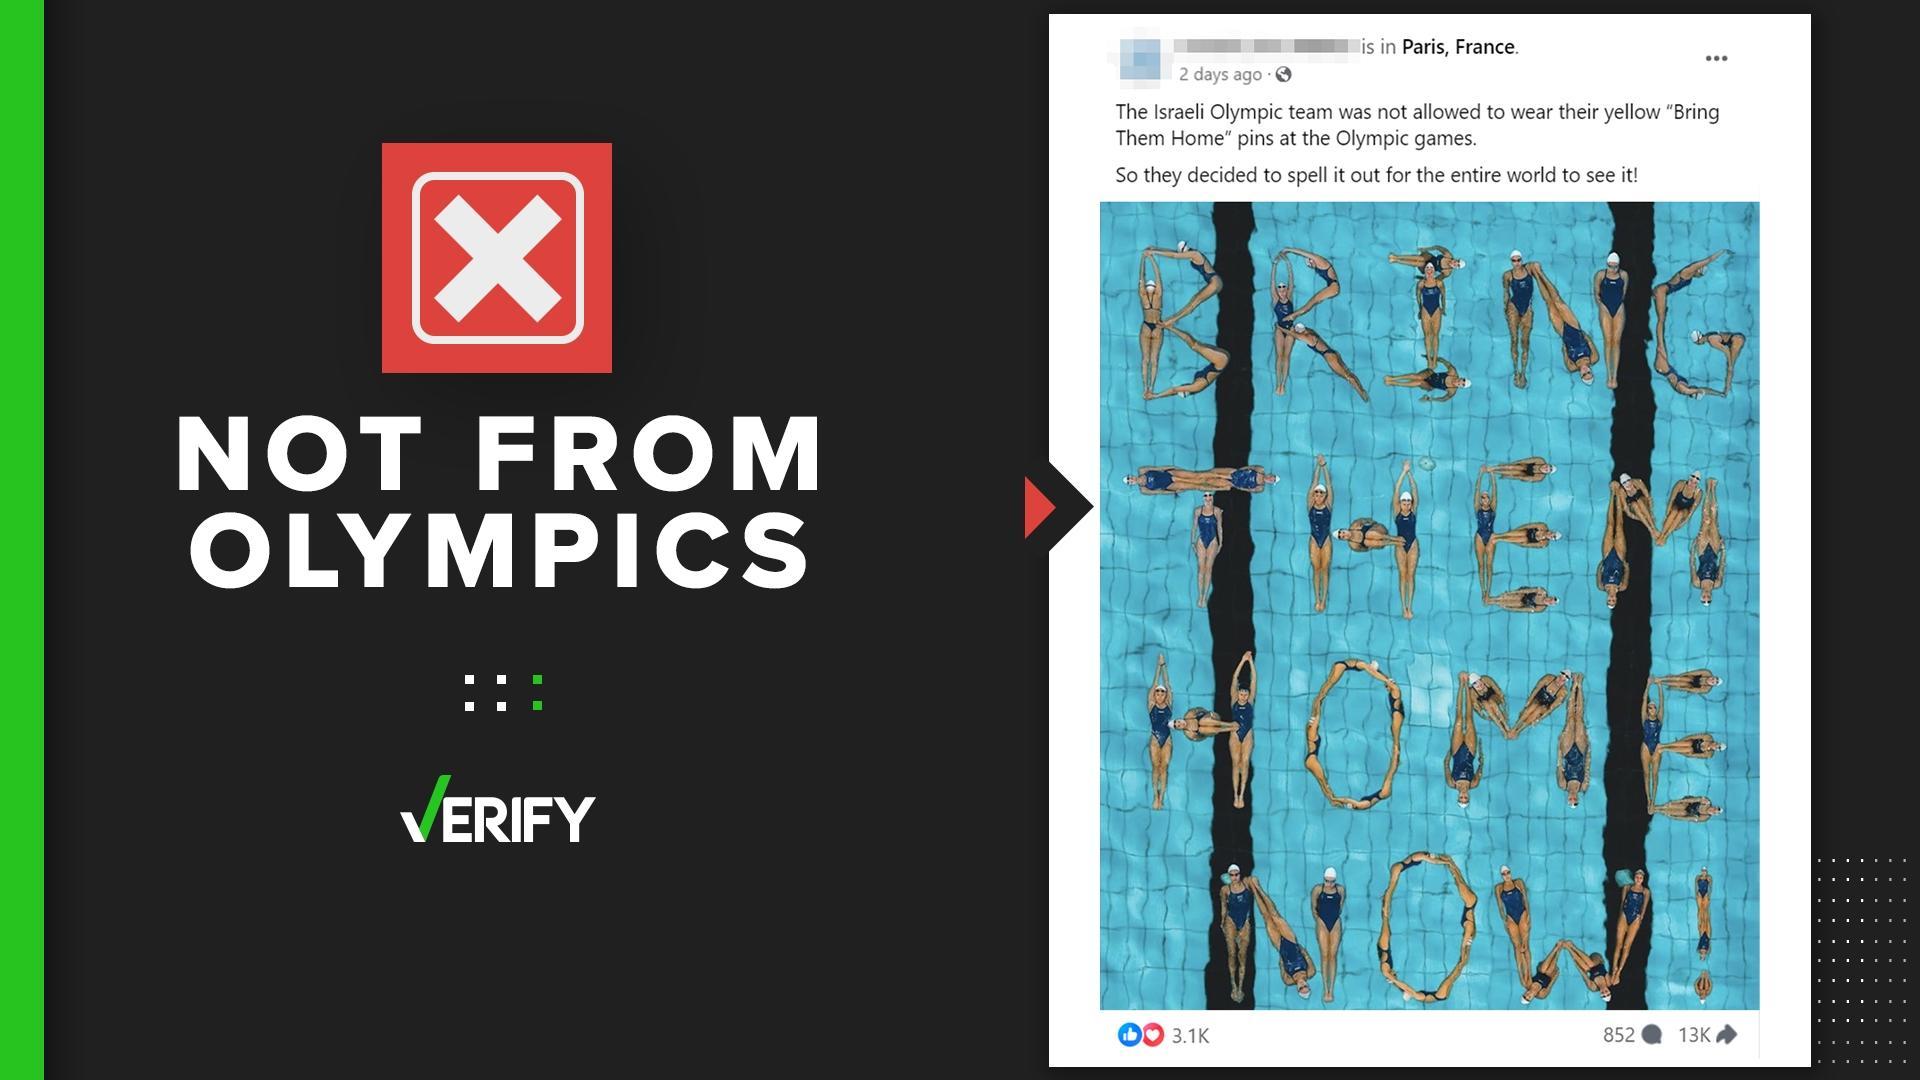 NOT FROM
OLYMPICS
VERIFY
is in Paris, France.
2 days ago ·
The Israeli Olympic team was not allowed to wear their yellow “Bring
Them Home” pins at the Olympic games.
So they decided to spell it out for the entire world to see it!
BRING
THEM
HOME
NOW!
3.1K
852
13K